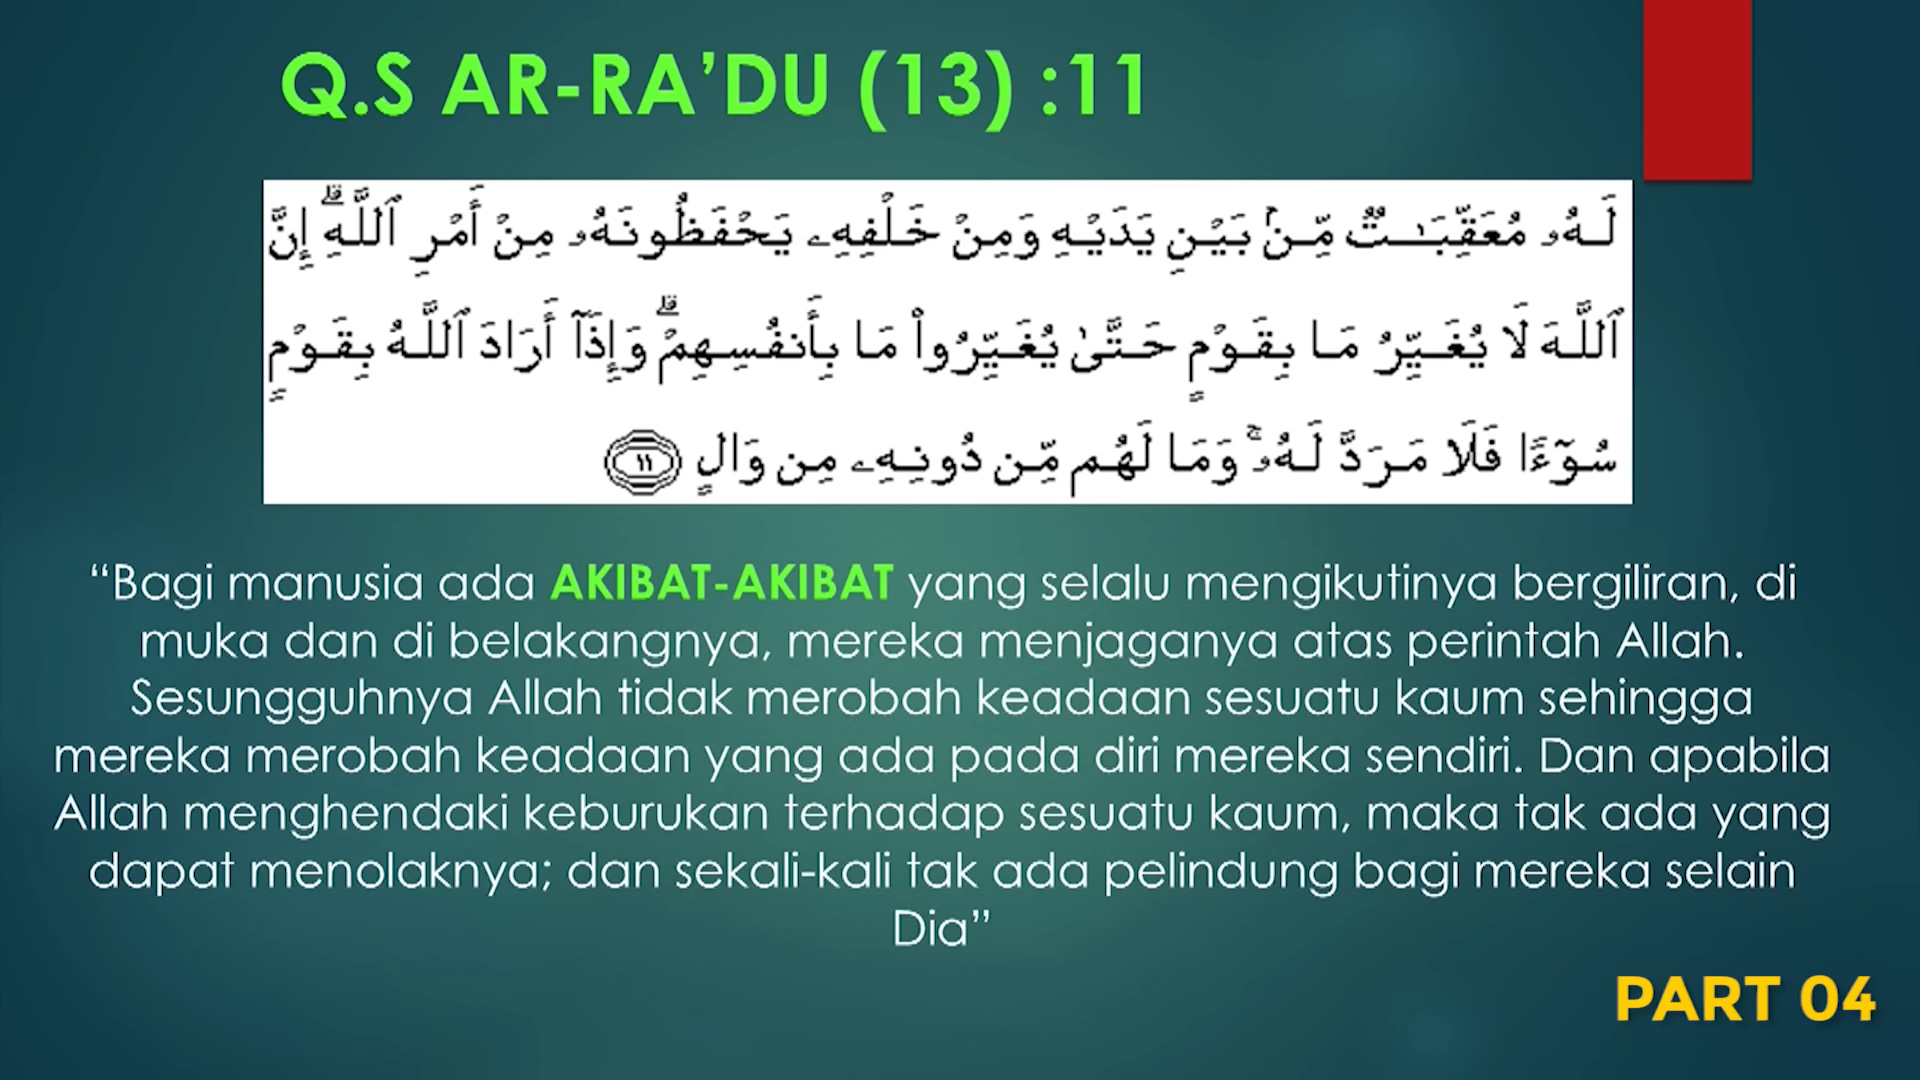 Q.S AR-RA’DU (13) :11
لَهُۥ مُعَقِّبَـٰتٌ مِّنۢ بَيْنِ يَدَيْهِ وَمِنْ خَلْفِهِۦ يَحْفَظُونَهُۥ مِنْ أَمْرِ ٱللَّهِ ۗ إِنَّ
ٱللَّهَ لَا يُغَيِّرُ مَا بِقَوْمٍ حَتَّىٰ يُغَيِّرُوا۟ مَا بِأَنفُسِهِمْ ۗ وَإِذَآ أَرَادَ ٱللَّهُ بِقَوْمٍ
سُوٓءًا فَلَا مَرَدَّ لَهُۥ ۚ وَمَا لَهُم مِّن دُونِهِۦ مِن وَالٍ ١١
“Bagi manusia ada AKIBAT-AKIBAT yang selalu mengikutinya bergiliran, di
muka dan di belakangnya, mereka menjaganya atas perintah Allah.
Sesungguhnya Allah tidak merobah keadaan sesuatu kaum sehingga
mereka merobah keadaan yang ada pada diri mereka sendiri. Dan apabila
Allah menghendaki keburukan terhadap sesuatu kaum, maka tak ada yang
dapat menolaknya; dan sekali-kali tak ada pelindung bagi mereka selain
Dia”
PART 04